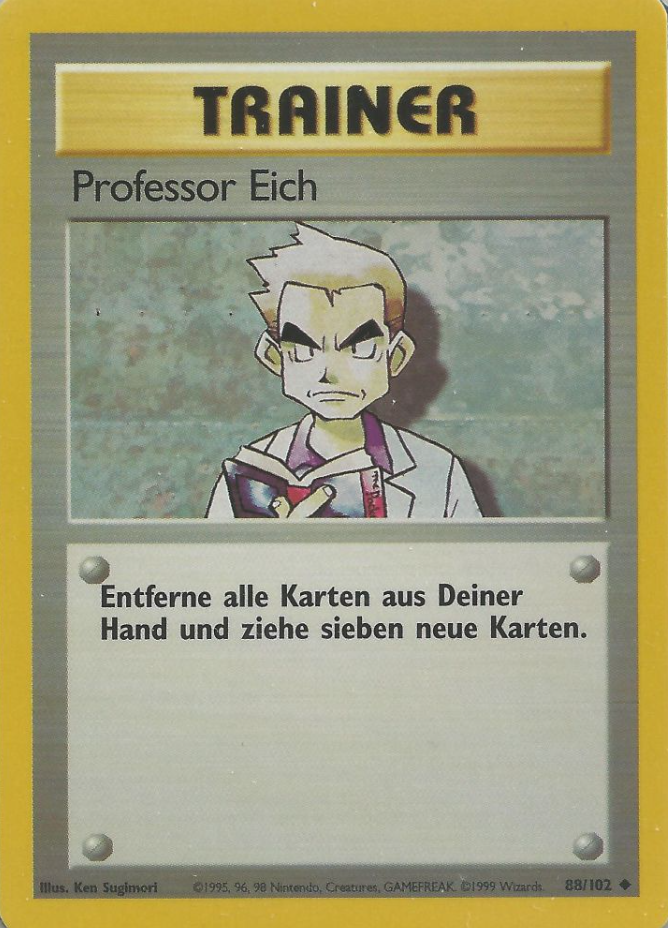 TRAINER
Professor Eich
Entferne alle Karten aus Deiner
Hand und ziehe sieben neue Karten.
Illus. Ken Sugimori ©1995, 96, 98 Nintendo, Creatures, GAMEFREAK. ©1999 Wizards. 88/102 ◆